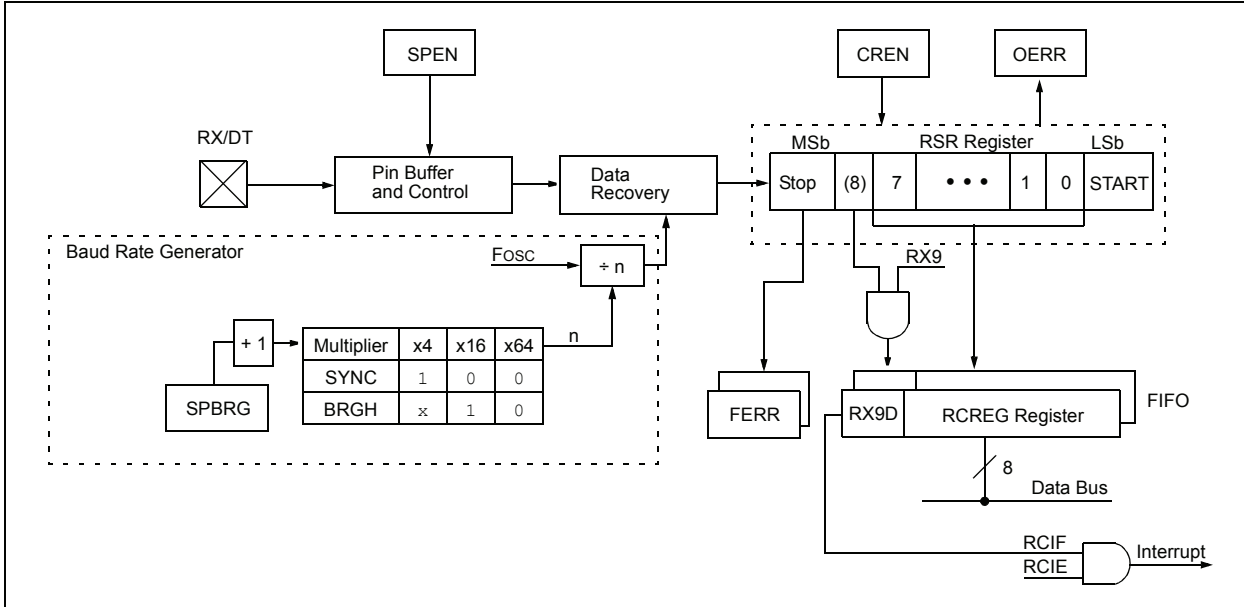 SPEN
CREN
OERR
RX/DT
MSb
RSR Register
LSb
Pin Buffer
and Control
Data
Recovery
Stop
(8)
7
• • •
1
0
START
Baud Rate Generator
FOSC
÷ n
RX9
+ 1
n
Multiplier x4 x16 x64
SYNC 1 0 0
BRGH x 1 0
SPBRG
FERR
RX9D
RCREG Register
FIFO
8
Data Bus
RCIF
RCIE
Interrupt